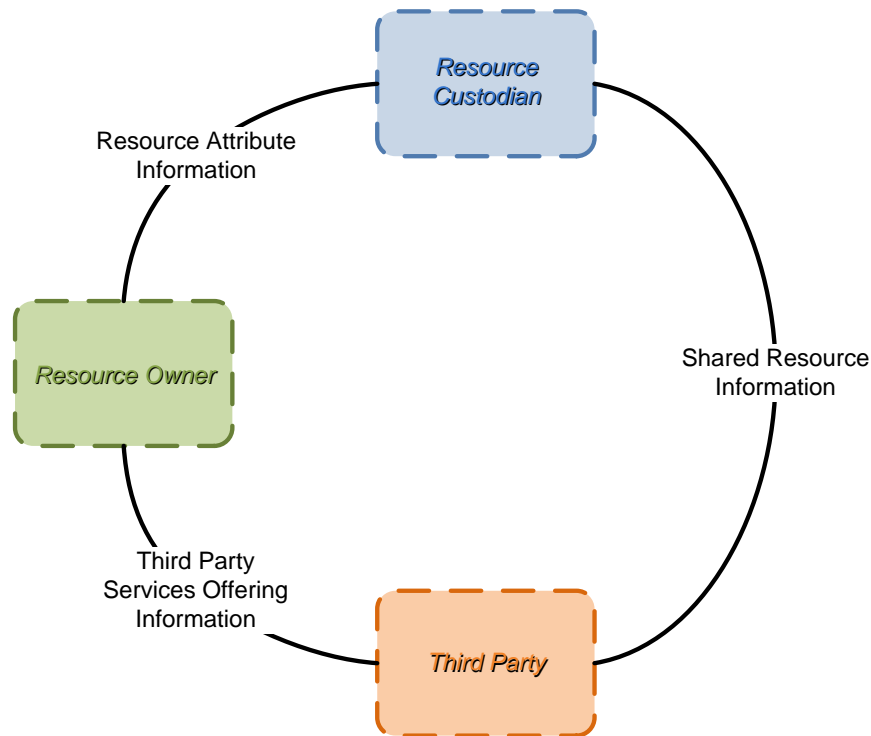 Resource
Custodian
Resource Attribute
Information
Resource Owner
Shared Resource
Information
Third Party
Services Offering
Information
Third Party